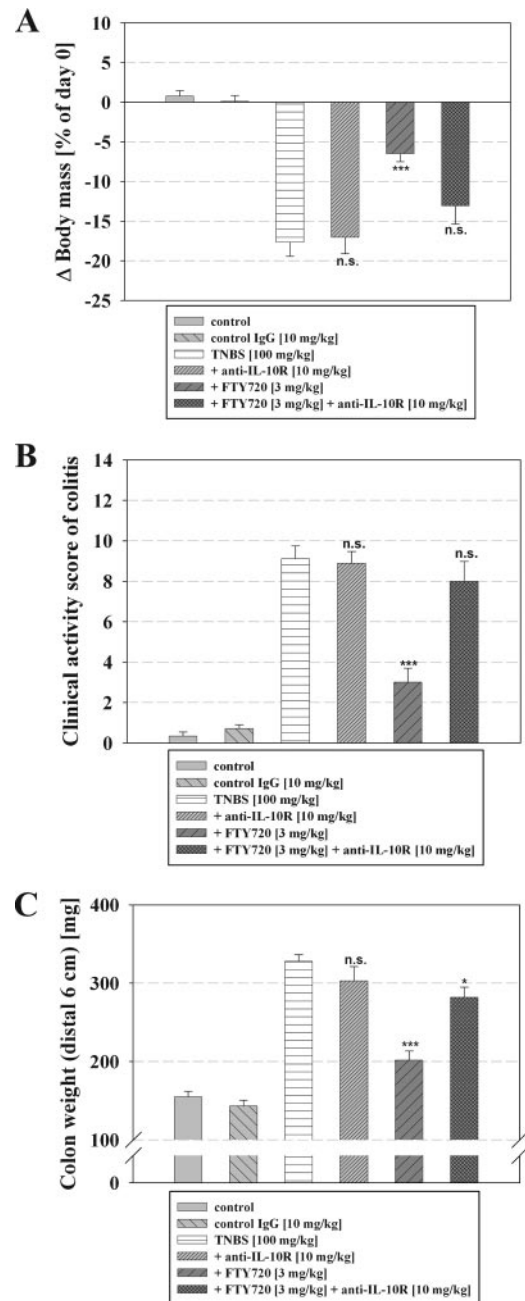 A
Δ Body mass [% of day 0]
10
5
0
-5
-10
-15
-20
-25
n.s.
***
n.s.
control
control IgG [10 mg/kg]
TNBS [100 mg/kg]
+ anti-IL-10R [10 mg/kg]
+ FTY720 [3 mg/kg]
+ FTY720 [3 mg/kg] + anti-IL-10R [10 mg/kg]
B
Clinical activity score of colitis
14
12
10
8
6
4
2
0
n.s.
***
n.s.
control
control IgG [10 mg/kg]
TNBS [100 mg/kg]
+ anti-IL-10R [10 mg/kg]
+ FTY720 [3 mg/kg]
+ FTY720 [3 mg/kg] + anti-IL-10R [10 mg/kg]
C
Colon weight (distal 6 cm) [mg]
400
300
200
100
0
n.s.
***
*
control
control IgG [10 mg/kg]
TNBS [100 mg/kg]
+ anti-IL-10R [10 mg/kg]
+ FTY720 [3 mg/kg]
+ FTY720 [3 mg/kg] + anti-IL-10R [10 mg/kg]